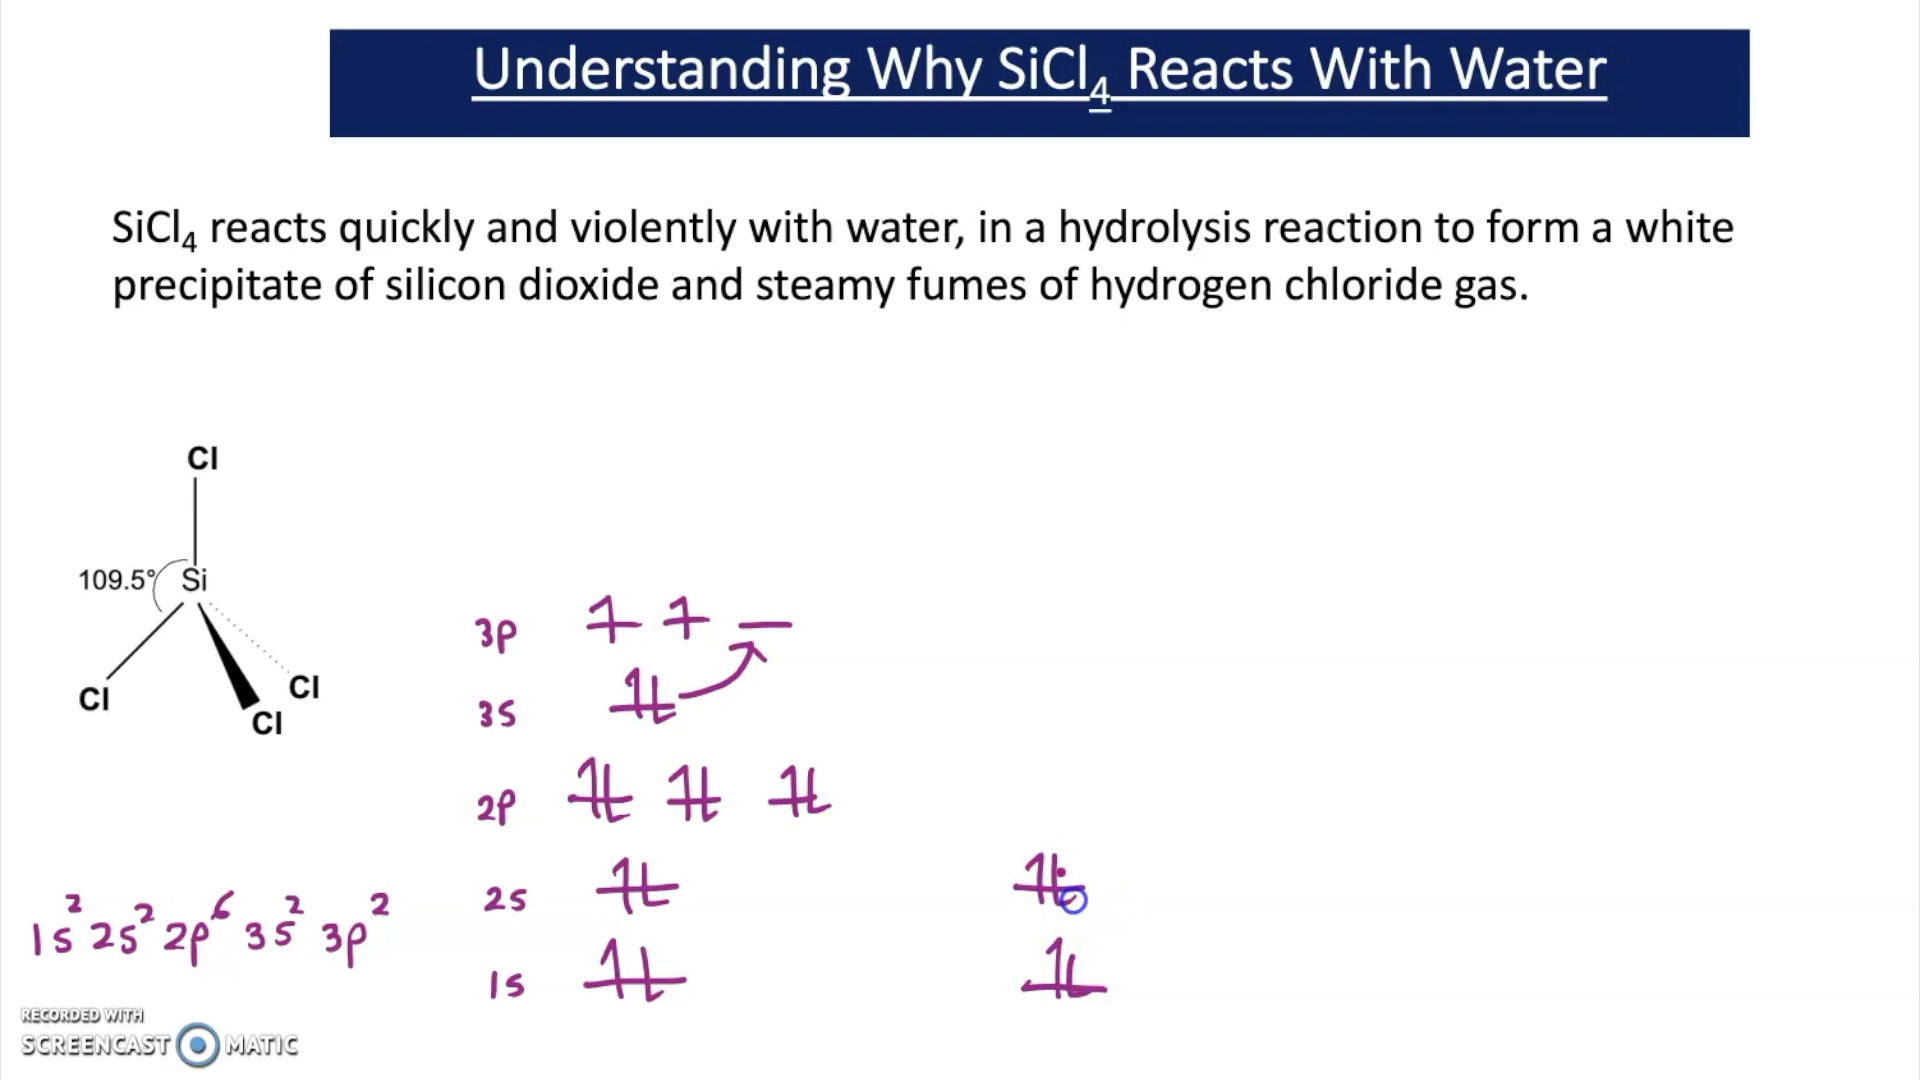 Understanding Why SiCl₄ Reacts With Water
SiCl₄ reacts quickly and violently with water, in a hydrolysis reaction to form a white
precipitate of silicon dioxide and steamy fumes of hydrogen chloride gas.
Cl
109.5° Si
Cl
Cl
Cl
3p
3s
2p
2s
1s
1s² 2s² 2p⁶ 3s² 3p²
RECORDED WITH
SCREENCAST MATIC